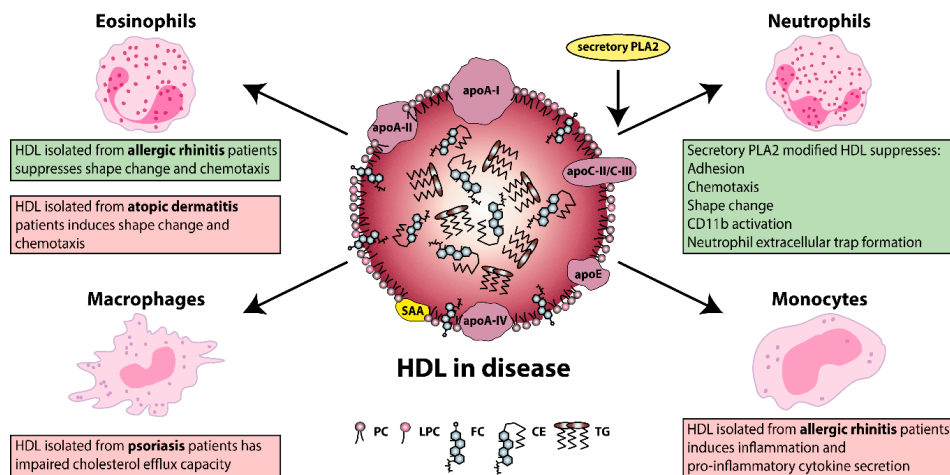 Eosinophils
HDL isolated from allergic rhinitis patients
suppresses shape change and chemotaxis
HDL isolated from atopic dermatitis
patients induces shape change and
chemotaxis
secretory PLA2
apoA-I
apoA-II
apoC-II/C-III
apoE
apoA-IV
SAA
HDL in disease
Neutrophils
Secretory PLA2 modified HDL suppresses:
Adhesion
Chemotaxis
Shape change
CD11b activation
Neutrophil extracellular trap formation
Macrophages
HDL isolated from psoriasis patients has
impaired cholesterol efflux capacity
PC
LPC
FC
CE
TG
Monocytes
HDL isolated from allergic rhinitis patients
induces inflammation and
pro-inflammatory cytokine secretion